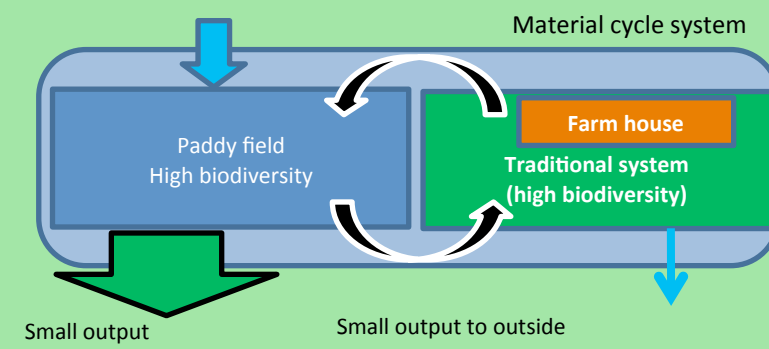 Material cycle system
Paddy field
High biodiversity
Farm house
Traditional system
(high biodiversity)
Small output
Small output to outside